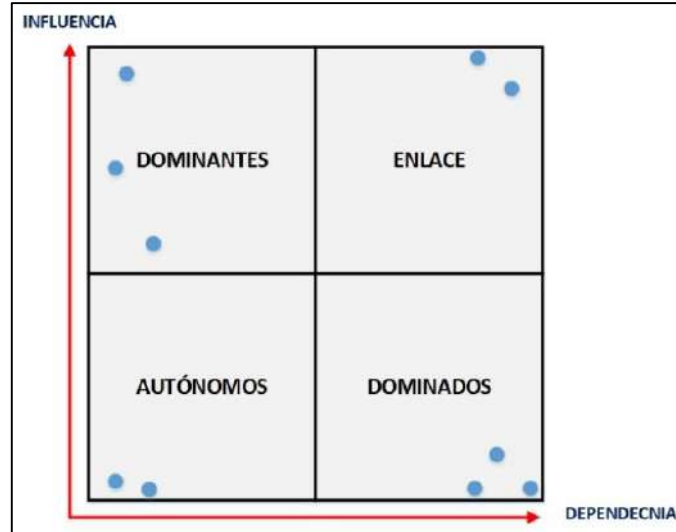 INFLUENCIA
DOMINANTES
ENLACE
AUTÓNOMOS
DOMINADOS
DEPENDECNIA